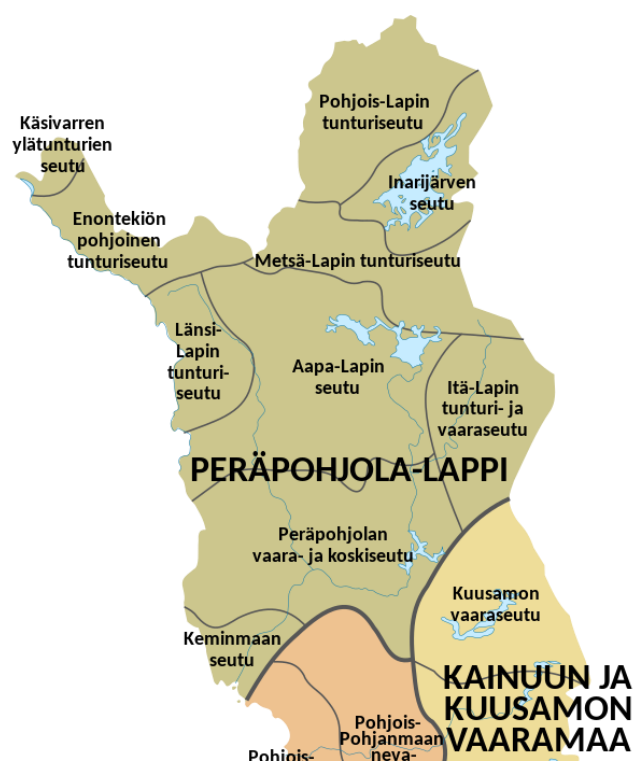 Pohjois-Lapin
tunturiseutu
Käsivarren
ylätunturien
seutu
Inarijärven
seutu
Enontekiön
pohjoinen
tunturiseutu
Metsä-Lapin tunturiseutu
Länsi-
Lapin
tunturi-
seutu
Aapa-Lapin
seutu
Itä-Lapin
tunturi- ja
vaaraseutu
PERÄPOHJOLA-LAPPI
Peräpohjolan
vaara- ja koskiseutu
Kuusamon
vaaraseutu
Keminmaan
seutu
KAINUUN JA
KUUSAMON
VAARAMAA
Pohjois-
Pohjanmaan
neva-
Pohjois-